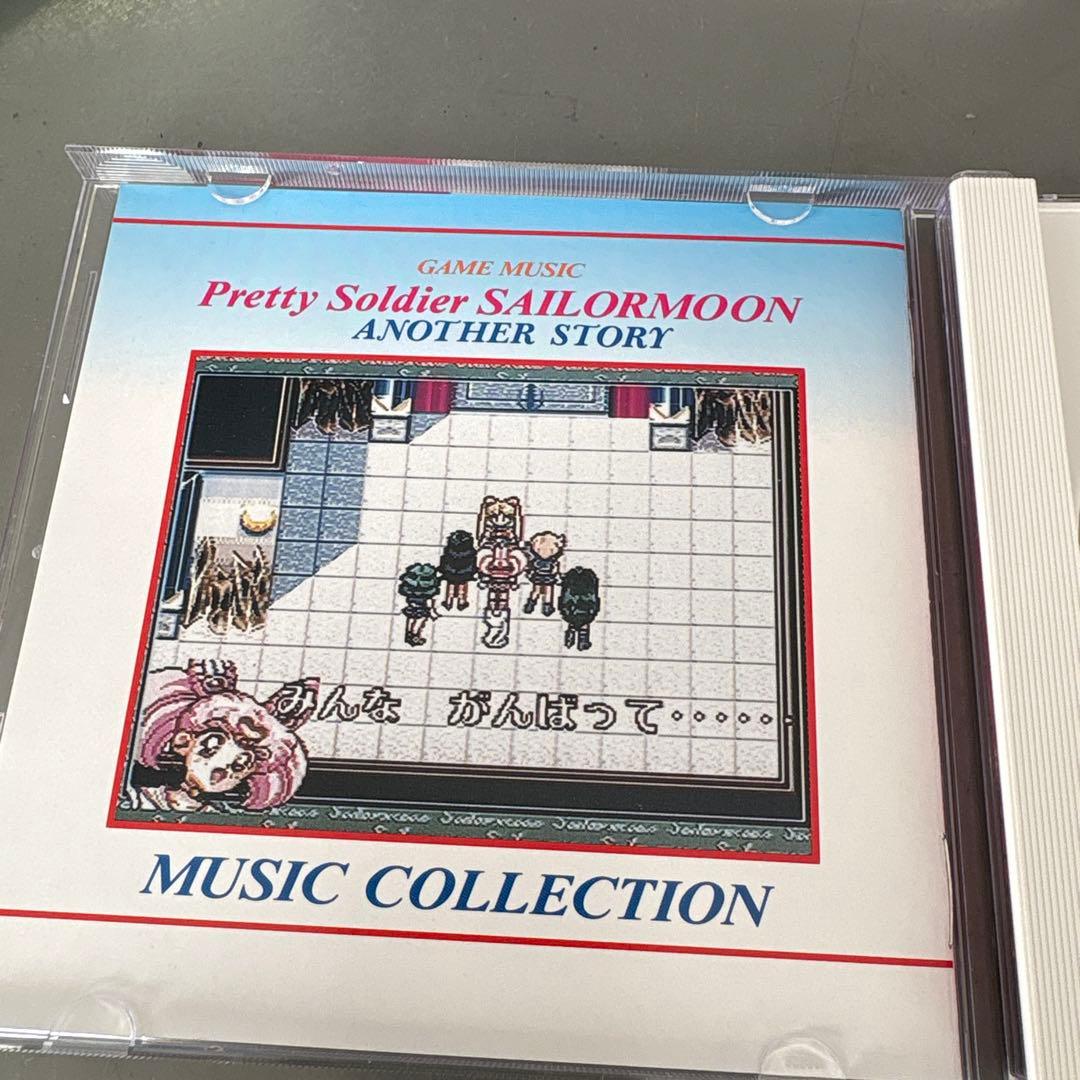 GAME MUSIC
Pretty Soldier SAILORMOON
ANOTHER STORY
みんな　がんばって・・・・・・
MUSIC COLLECTION